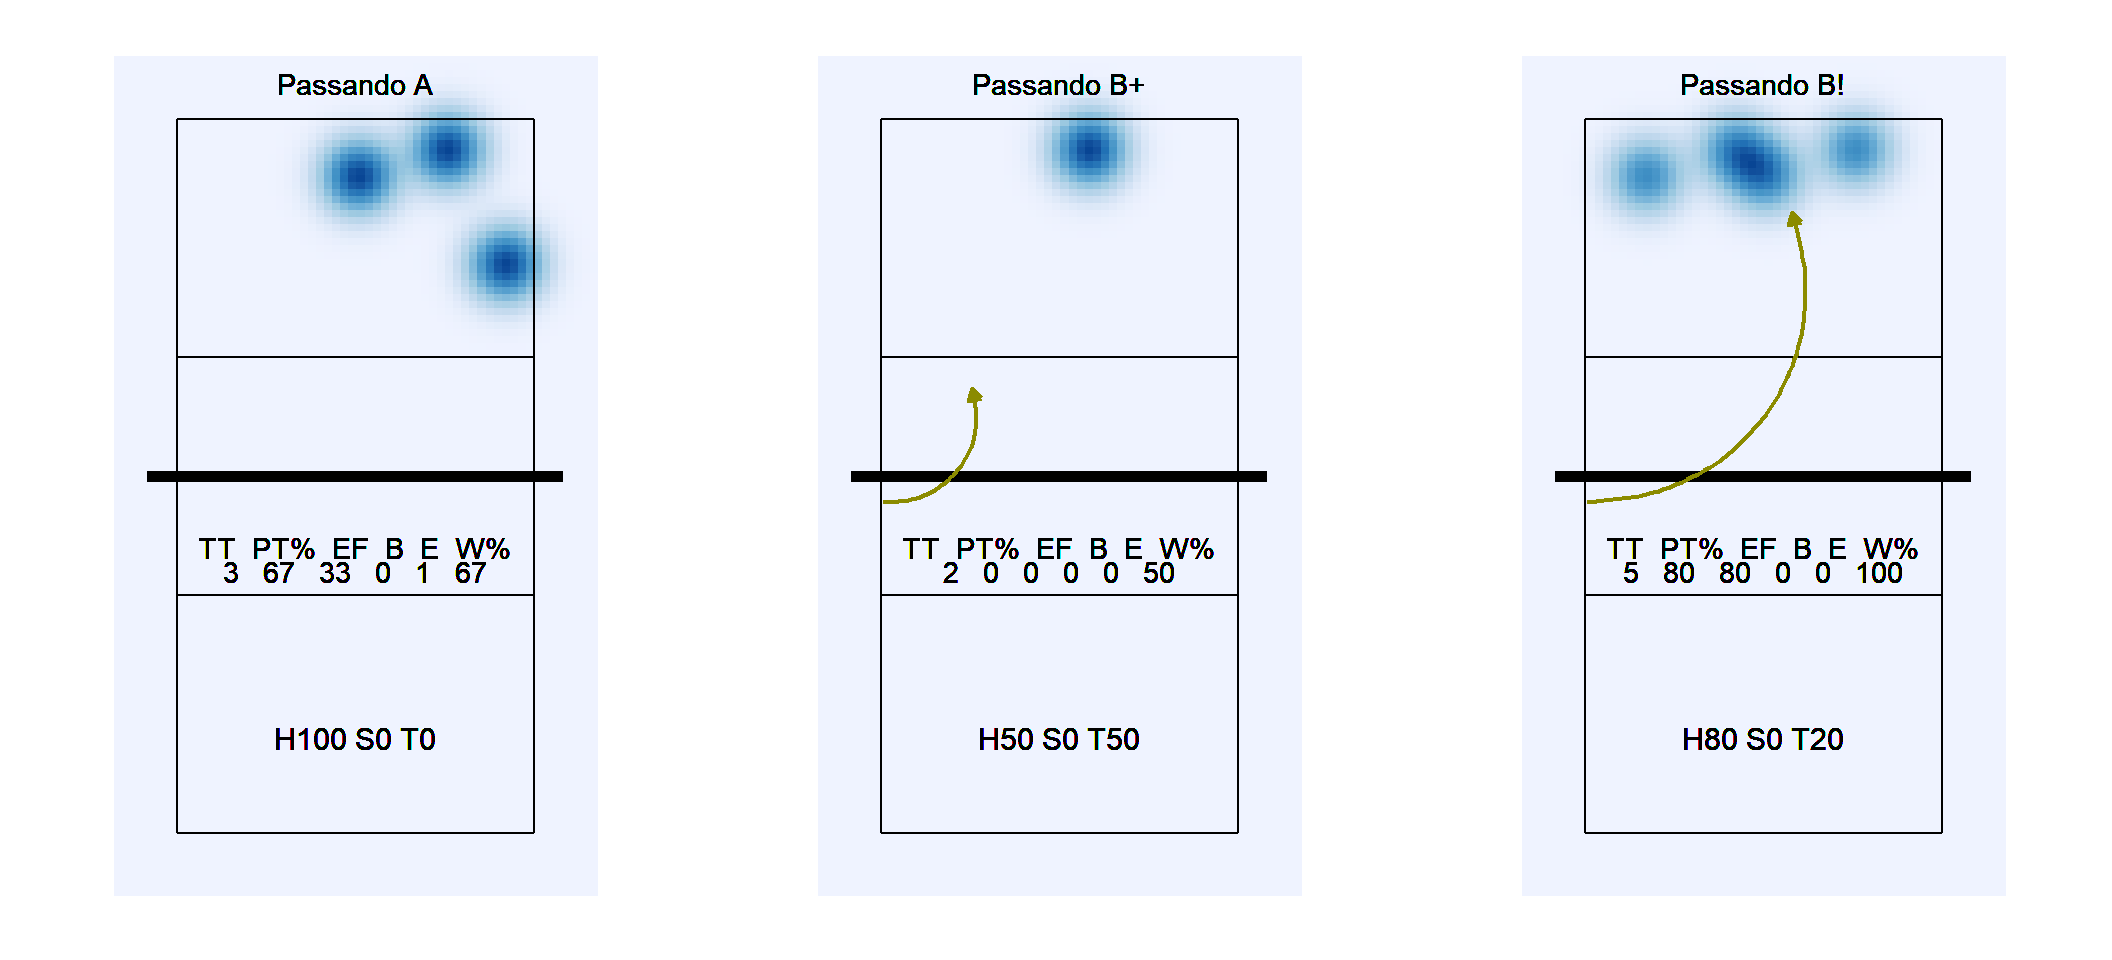 Passando A
TT PT% EF B E W%
3 67 33 0 1 67
H100 S0 T0
Passando B+
TT PT% EF B E W%
2 0 0 0 0 50
H50 S0 T50
Passando B!
TT PT% EF B E W%
5 80 80 0 0 100
H80 S0 T20